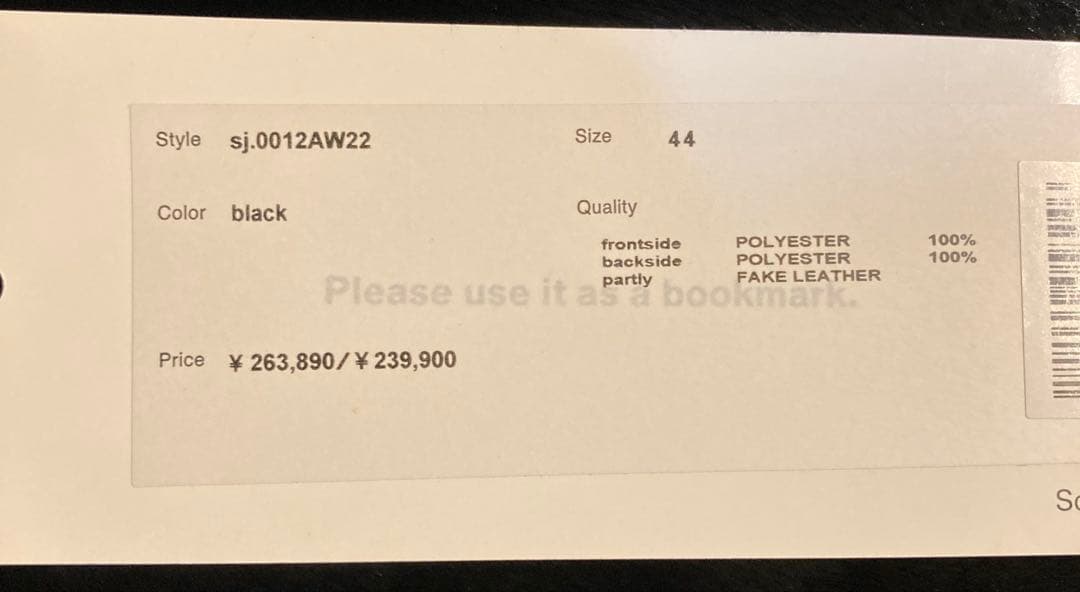 Style sj.0012AW22 Size 44
Color black Quality
frontside POLYESTER 100%
backside POLYESTER 100%
partly FAKE LEATHER
Please use it as a bookmark.
Price ¥ 263,890/¥ 239,900